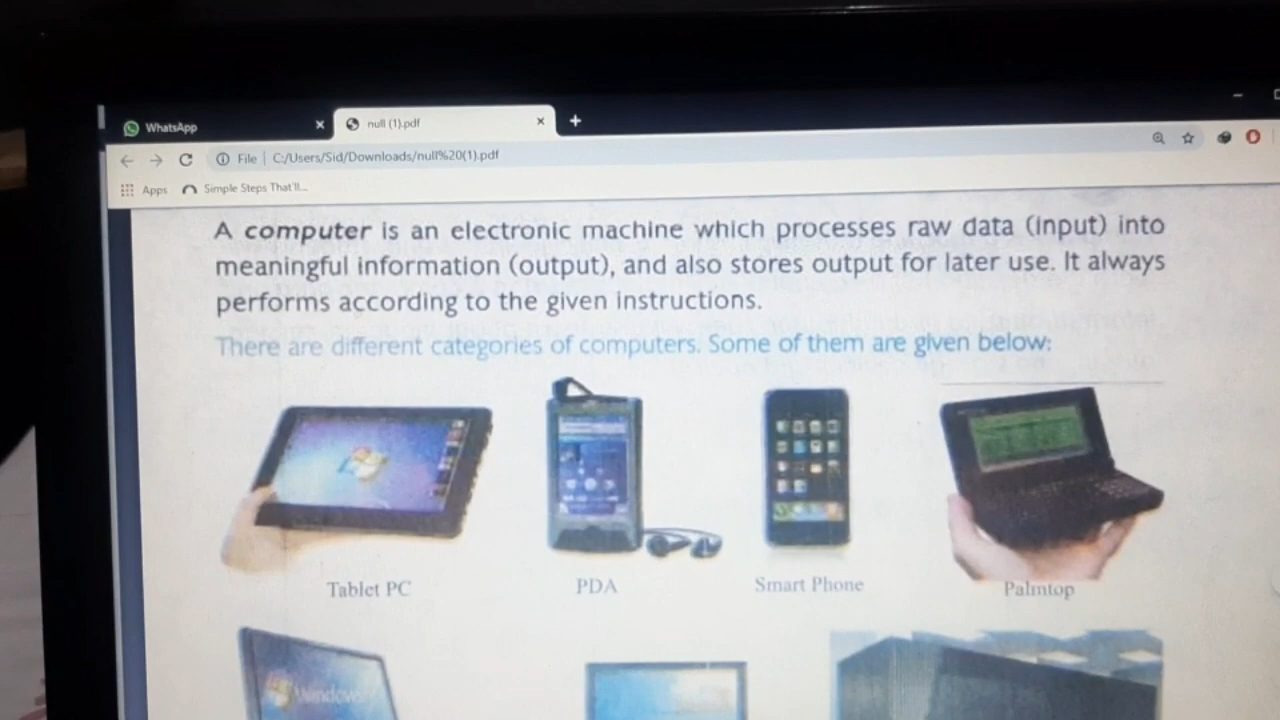 WhatsApp
null (1).pdf
File | C:/Users/Sid/Downloads/null%20(1).pdf
Apps Simple Steps That'll...
A computer is an electronic machine which processes raw data (input) into
meaningful information (output), and also stores output for later use. It always
performs according to the given instructions.
There are different categories of computers. Some of them are given below:
Tablet PC PDA Smart Phone Palmtop
Windows